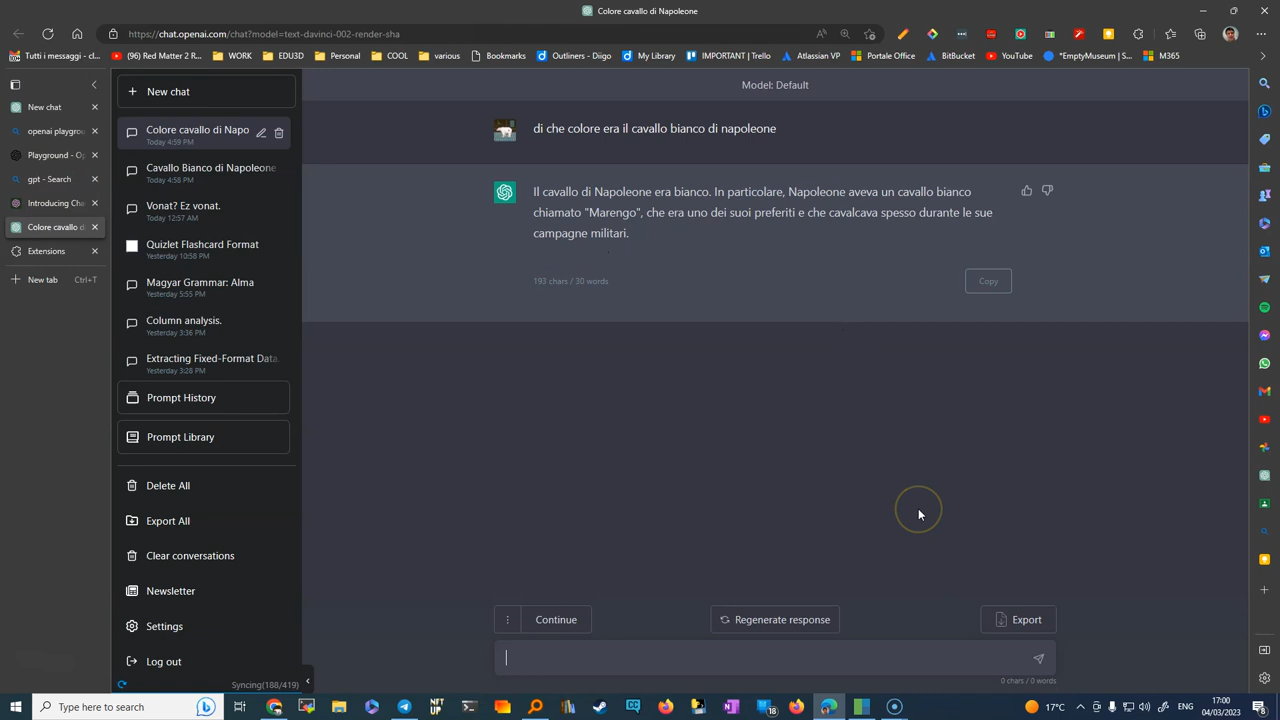 Colore cavallo di Napoleone
https://chat.openai.com/chat?model=text-davinci-002-render-sha
Tutti i messaggi - cl...
(90) Red Matter 2 R...
WORK
EDU3D
Personal
COOL
various
Bookmarks
Outliners - Diigo
My Library
IMPORTANT | Trello
Atlassian VP
Portale Office
BitBucket
YouTube
*EmptyMuseum | S...
M365
New chat
openai playgrou
Playground - Op
gpt - Search
Introducing Cha
Colore cavallo di
Extensions
New tab
Ctrl+T
New chat
Colore cavallo di Napo
Today 4:59 PM
Cavallo Bianco di Napoleone
Today 4:58 PM
Vonat? Ez vonat.
Today 12:57 AM
Quizlet Flashcard Format
Yesterday 10:58 PM
Magyar Grammar: Alma
Yesterday 5:55 PM
Column analysis.
Yesterday 3:36 PM
Extracting Fixed-Format Data.
Yesterday 3:28 PM
Prompt History
Prompt Library
Delete All
Export All
Clear conversations
Newsletter
Settings
Log out
Syncing(188/419)
Model: Default
di che colore era il cavallo bianco di napoleone
Il cavallo di Napoleone era bianco. In particolare, Napoleone aveva un cavallo bianco
chiamato "Marengo", che era uno dei suoi preferiti e che cavalcava spesso durante le sue
campagne militari.
193 chars / 30 words
Copy
Continue
Regenerate response
Export
0 chars / 0 words
Type here to search
NFT
UP
18
17°C
ENG
17:00
04/03/2023